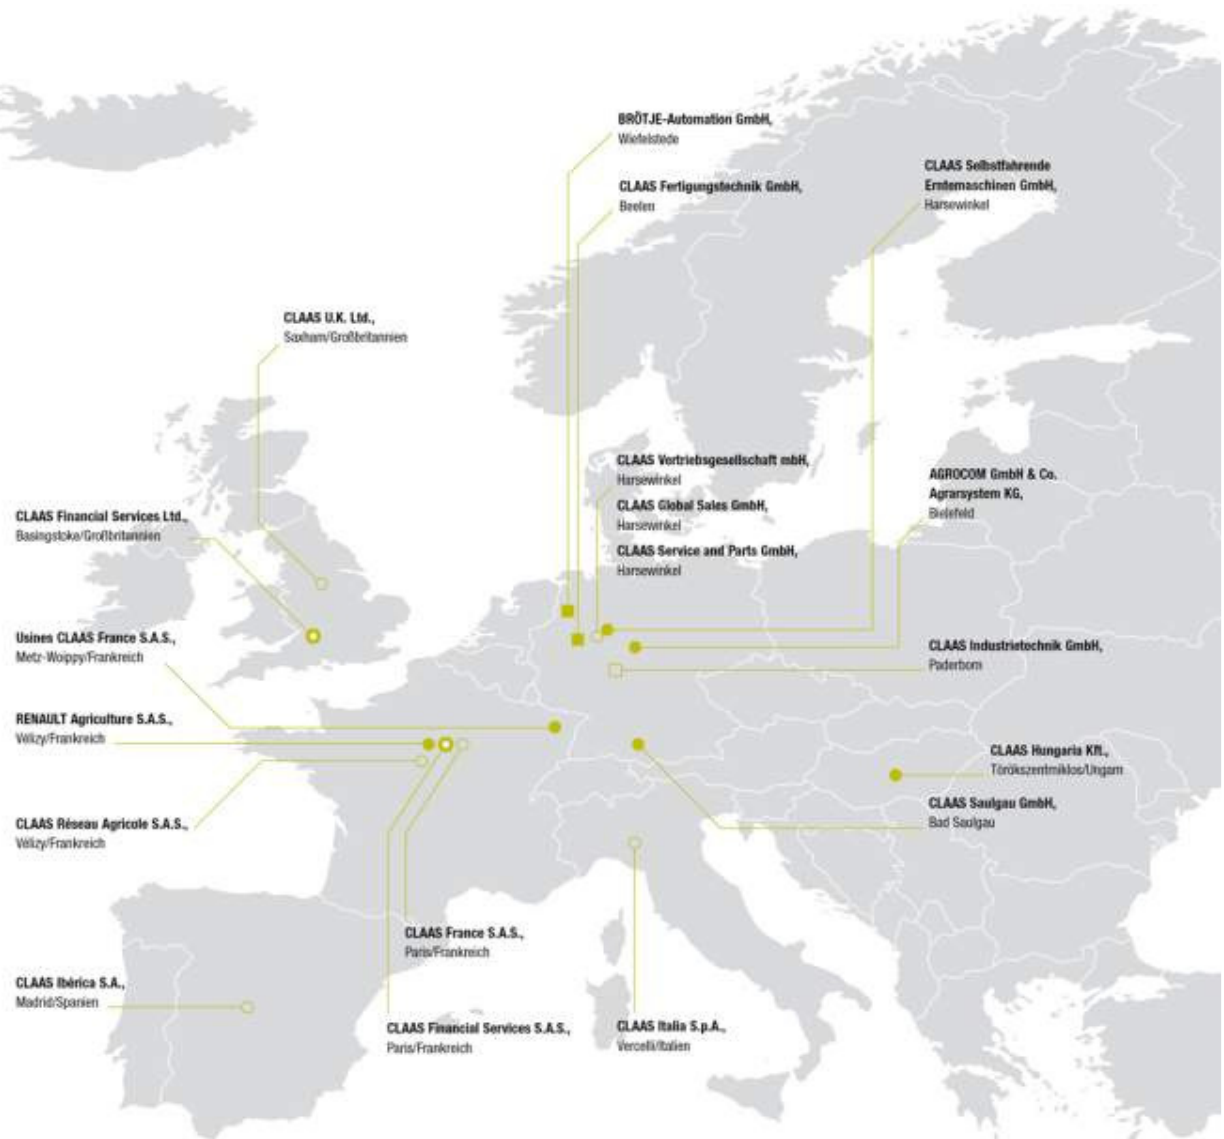 BRÖTJE-Automation GmbH,
Wiefelstede
CLAAS Fertigungstechnik GmbH,
Beelen
CLAAS Selbstfahrende
Erntemaschinen GmbH,
Harsewinkel
CLAAS U.K. Ltd.,
Saxham/Großbritannien
CLAAS Vertriebsgesellschaft mbH,
Harsewinkel
CLAAS Global Sales GmbH,
Harsewinkel
CLAAS Service and Parts GmbH,
Harsewinkel
AGROCOM GmbH & Co.
Agrarsystem KG,
Bielefeld
CLAAS Financial Services Ltd.,
Basingstoke/Großbritannien
Usines CLAAS France S.A.S.,
Metz-Woippy/Frankreich
CLAAS Industrietechnik GmbH,
Paderborn
RENAULT Agriculture S.A.S.,
Vélizy/Frankreich
CLAAS Hungaria Kft.,
Törökszentmiklos/Ungarn
CLAAS Saulgau GmbH,
Bad Saulgau
CLAAS Réseau Agricole S.A.S.,
Vélizy/Frankreich
CLAAS France S.A.S.,
Paris/Frankreich
CLAAS Ibérica S.A.,
Madrid/Spanien
CLAAS Financial Services S.A.S.,
Paris/Frankreich
CLAAS Italia S.p.A.,
Vercelli/Italien